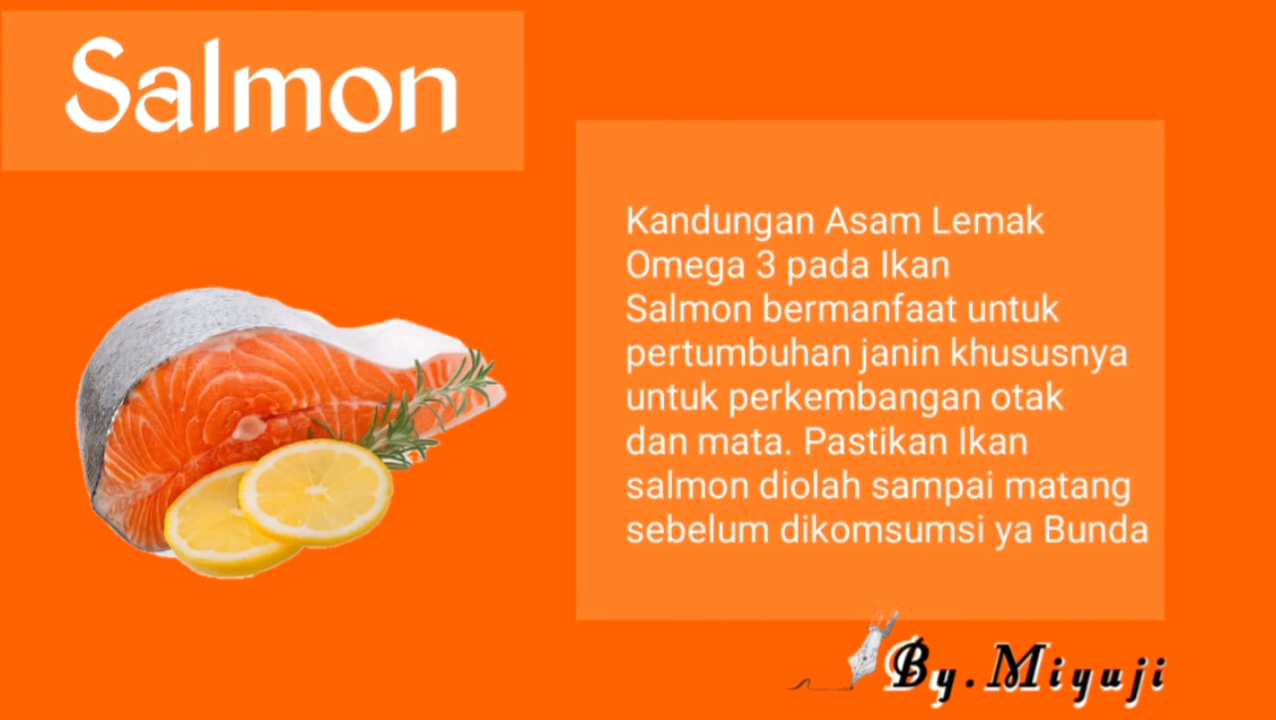 Salmon
Kandungan Asam Lemak
Omega 3 pada Ikan
Salmon bermanfaat untuk
pertumbuhan janin khususnya
untuk perkembangan otak
dan mata. Pastikan Ikan
salmon diolah sampai matang
sebelum dikomsumsi ya Bunda
By.Miyuji